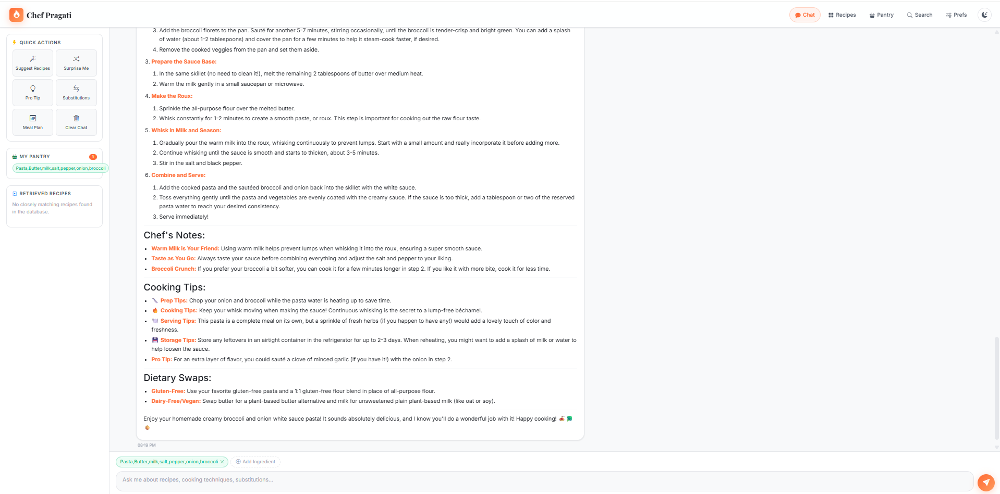 Chef Pragati
Chat
Recipes
Pantry
Search
Prefs
QUICK ACTIONS
Suggest Recipes
Surprise Me
Pro Tip
Substitutions
Meal Plan
Clear Chat
MY PANTRY
1
Pasta,Butter,milk,salt,pepper,onion,broccoli
RETRIEVED RECIPES
No closely matching recipes found
in the database.
3. Add the broccoli florets to the pan. Sauté for another 5-7 minutes, stirring occasionally, until the broccoli is tender-crisp and bright green. You can add a splash
of water (about 1-2 tablespoons) and cover the pan for a few minutes to help it steam-cook faster, if desired.
4. Remove the cooked veggies from the pan and set them aside.
3. Prepare the Sauce Base:
1. In the same skillet (no need to clean it!), melt the remaining 2 tablespoons of butter over medium heat.
2. Warm the milk gently in a small saucepan or microwave.
4. Make the Roux:
1. Sprinkle the all-purpose flour over the melted butter.
2. Whisk constantly for 1-2 minutes to create a smooth paste, or roux. This step is important for cooking out the raw flour taste.
5. Whisk in Milk and Season:
1. Gradually pour the warm milk into the roux, whisking continuously to prevent lumps. Start with a small amount and really incorporate it before adding more.
2. Continue whisking until the sauce is smooth and starts to thicken, about 3-5 minutes.
3. Stir in the salt and black pepper.
6. Combine and Serve:
1. Add the cooked pasta and the sautéed broccoli and onion back into the skillet with the white sauce.
2. Toss everything gently until the pasta and vegetables are evenly coated with the creamy sauce. If the sauce is too thick, add a tablespoon or two of the reserved
pasta water to reach your desired consistency.
3. Serve immediately!
Chef's Notes:
• Warm Milk is Your Friend: Using warm milk helps prevent lumps when whisking it into the roux, ensuring a super smooth sauce.
• Taste as You Go: Always taste your sauce before combining everything and adjust the salt and pepper to your liking.
• Broccoli Crunch: If you prefer your broccoli a bit softer, you can cook it for a few minutes longer in step 2. If you like it with more bite, cook it for less time.
Cooking Tips:
• 🔪 Prep Tips: Chop your onion and broccoli while the pasta water is heating up to save time.
• 🔥 Cooking Tips: Keep your whisk moving when making the sauce! Continuous whisking is the secret to a lump-free béchamel.
• 🍽️ Serving Tips: This pasta is a complete meal on its own, but a sprinkle of fresh herbs (if you happen to have any!) would add a lovely touch of color and
freshness.
• 💾 Storage Tips: Store any leftovers in an airtight container in the refrigerator for up to 2-3 days. When reheating, you might want to add a splash of milk or water to
help loosen the sauce.
• Pro Tip: For an extra layer of flavor, you could sauté a clove of minced garlic (if you have it!) with the onion in step 2.
Dietary Swaps:
• Gluten-Free: Use your favorite gluten-free pasta and a 1:1 gluten-free flour blend in place of all-purpose flour.
• Dairy-Free/Vegan: Swap butter for a plant-based butter alternative and milk for unsweetened plain plant-based milk (like oat or soy).
Enjoy your homemade creamy broccoli and onion white sauce pasta! It sounds absolutely delicious, and I know you'll do a wonderful job with it! Happy cooking! 🍝 🥦
🧅
08:19 PM
Pasta,Butter,milk,salt,pepper,onion,broccoli ×
Add Ingredient
Ask me about recipes, cooking techniques, substitutions...